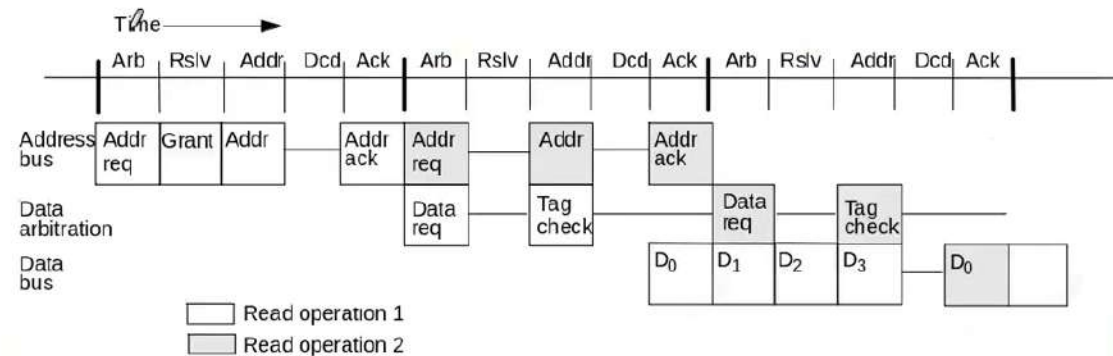 Time
Arb Rslv Addr Dcd Ack Arb Rslv Addr Dcd Ack Arb Rslv Addr Dcd Ack
Address bus
Addr req
Grant
Addr
Addr ack
Addr req
Addr
Addr ack
Data arbitration
Data req
Tag check
Data req
Tag check
Data bus
D0
D1
D2
D3
D0
Read operation 1
Read operation 2